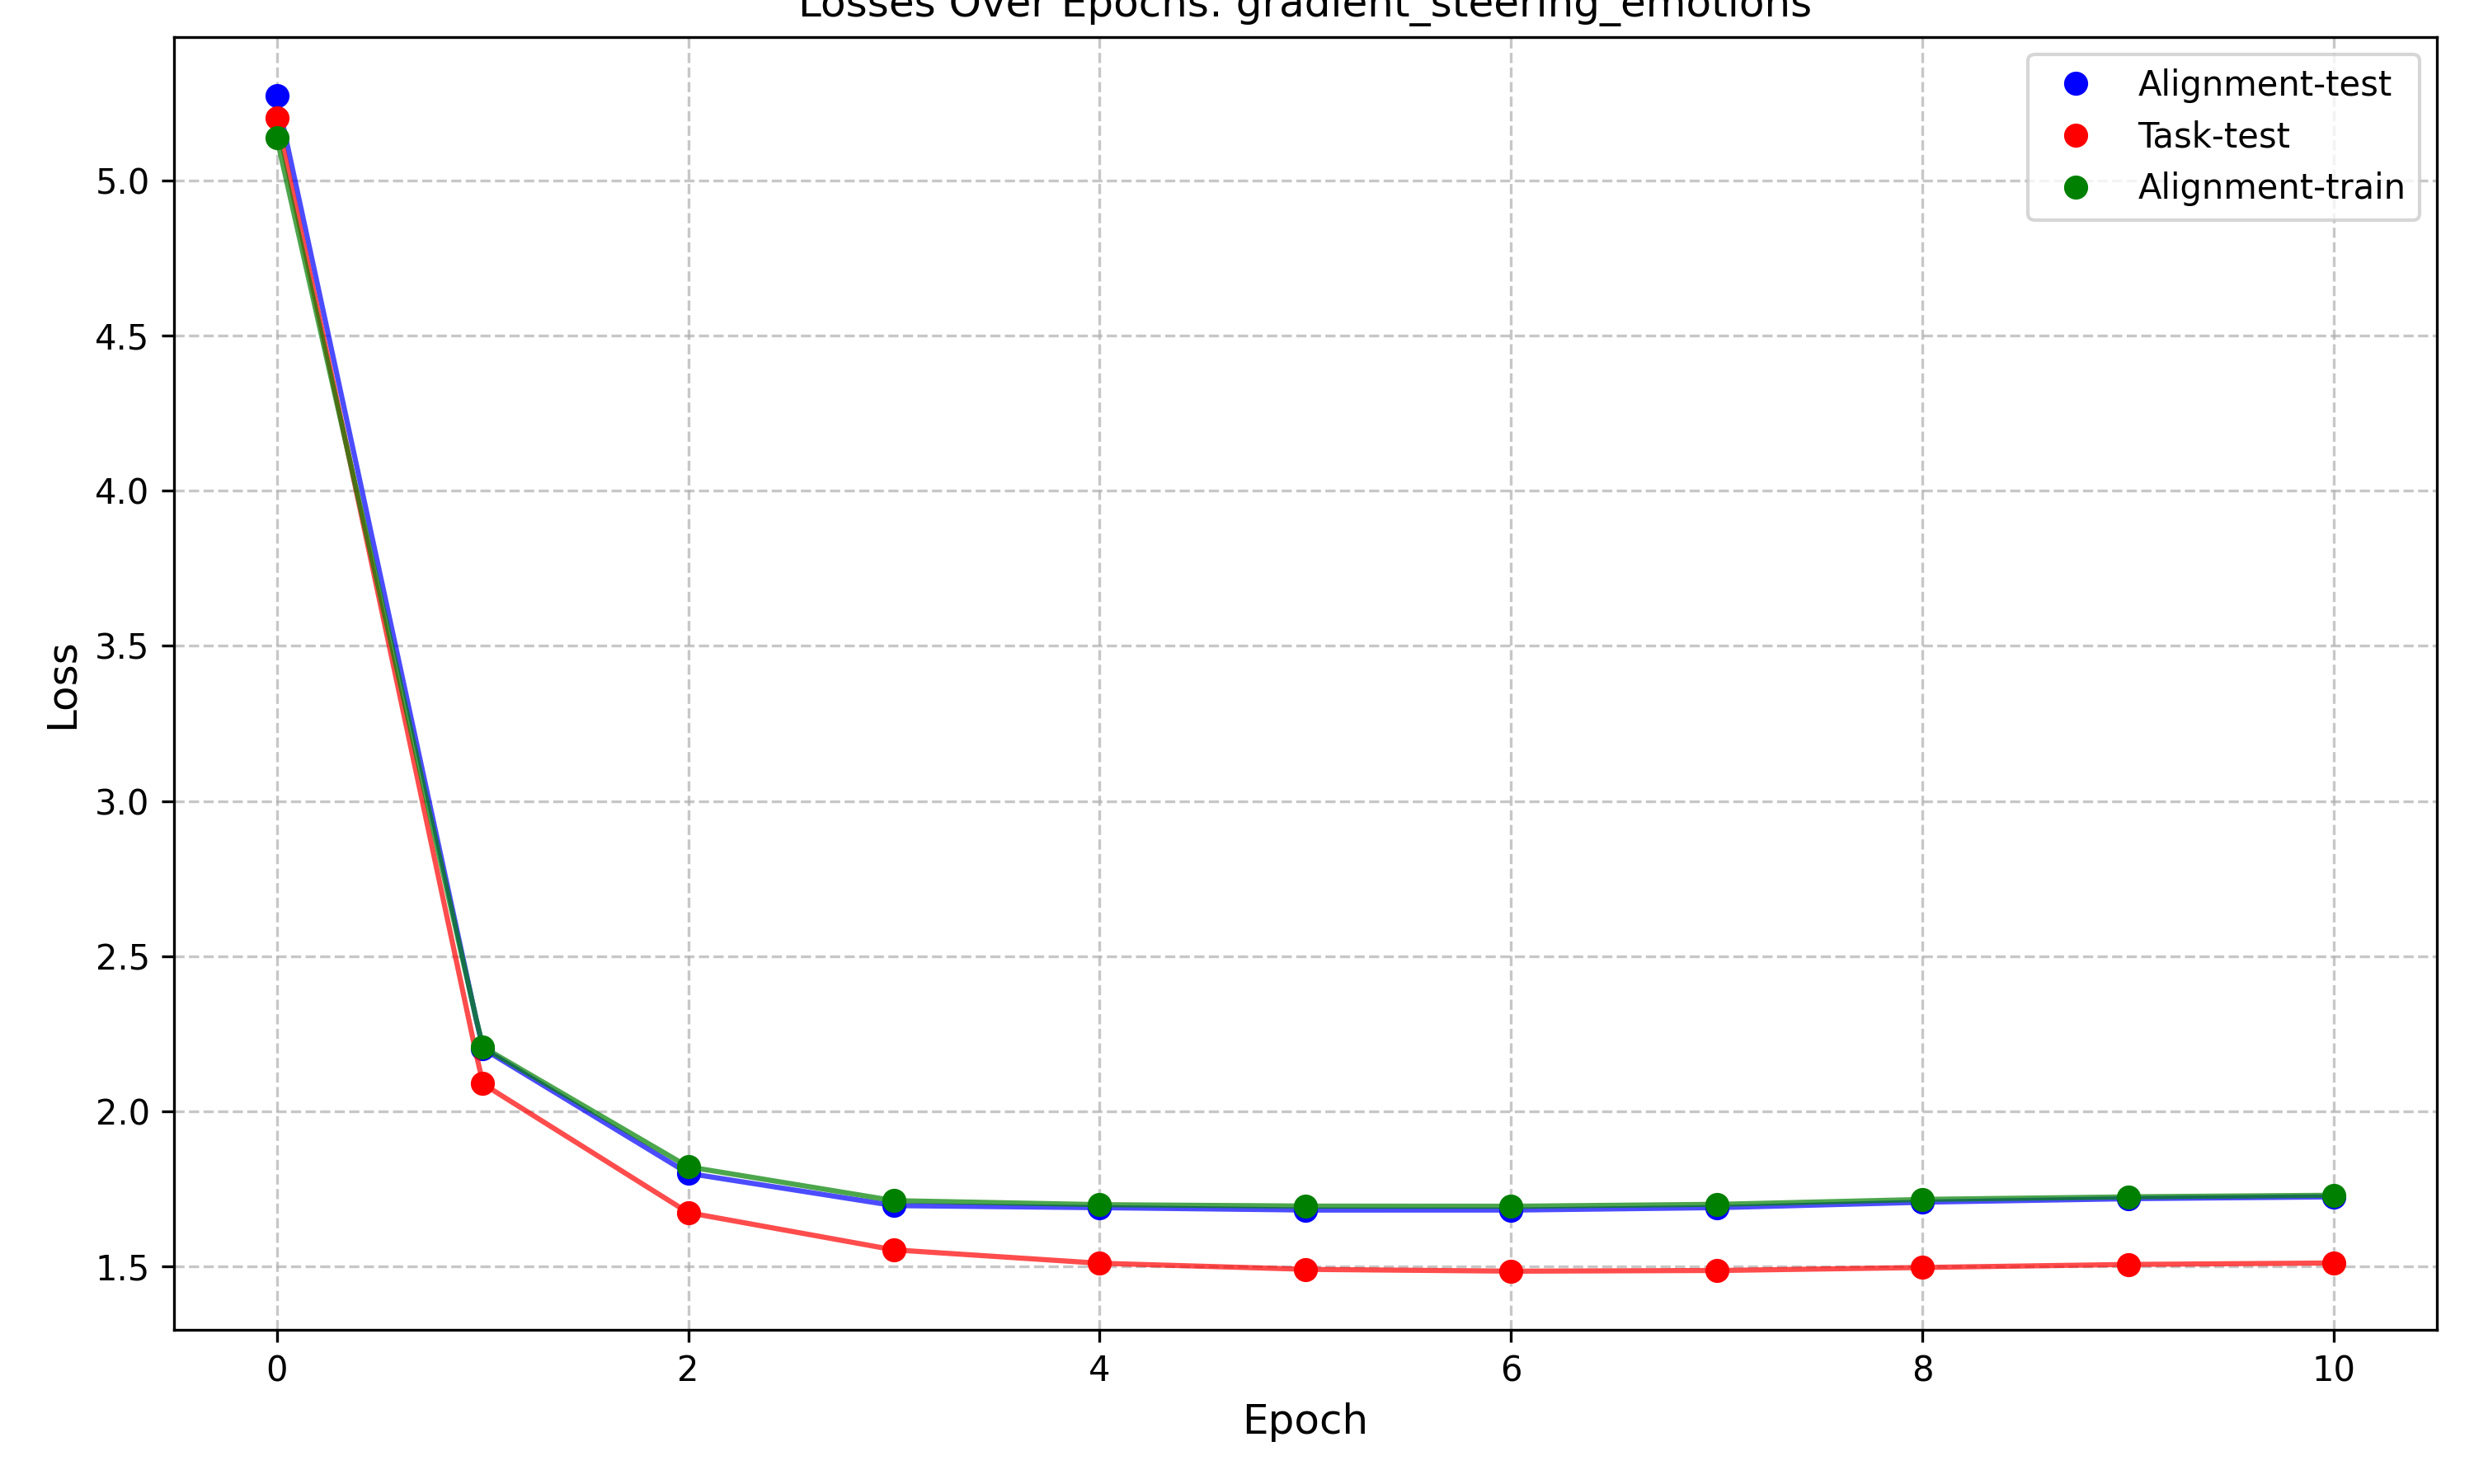 Losses Over Epochs: gradient_steering_emotions
Alignment-test
Task-test
Alignment-train
5.0
4.5
4.0
3.5
3.0
2.5
2.0
1.5
Loss
0 2 4 6 8 10
Epoch